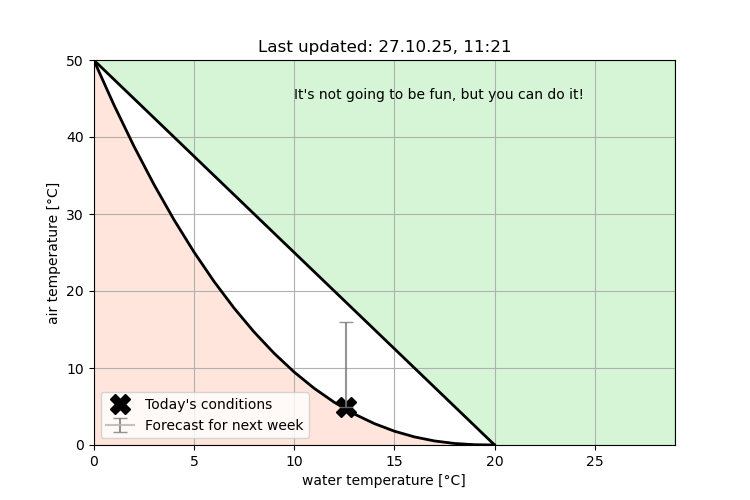 Last updated: 27.10.25, 11:21
50
It's not going to be fun, but you can do it!
40
30
air temperature [°C]
20
10
Today's conditions
Forecast for next week
0
0 5 10 15 20 25
water temperature [°C]